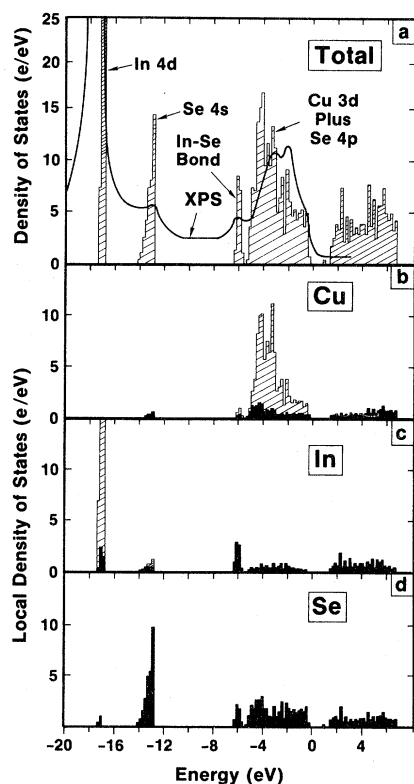 25
20
15
10
5
0
Density of States (e/eV)
a
Total
In 4d
Se 4s
In-Se
Bond
XPS
Cu 3d
Plus
Se 4p
b
Cu
10
5
0
c
In
10
5
0
d
Se
10
5
0
Local Density of States (e/eV)
-20 -16 -12 -8 -4 0 4
Energy (eV)